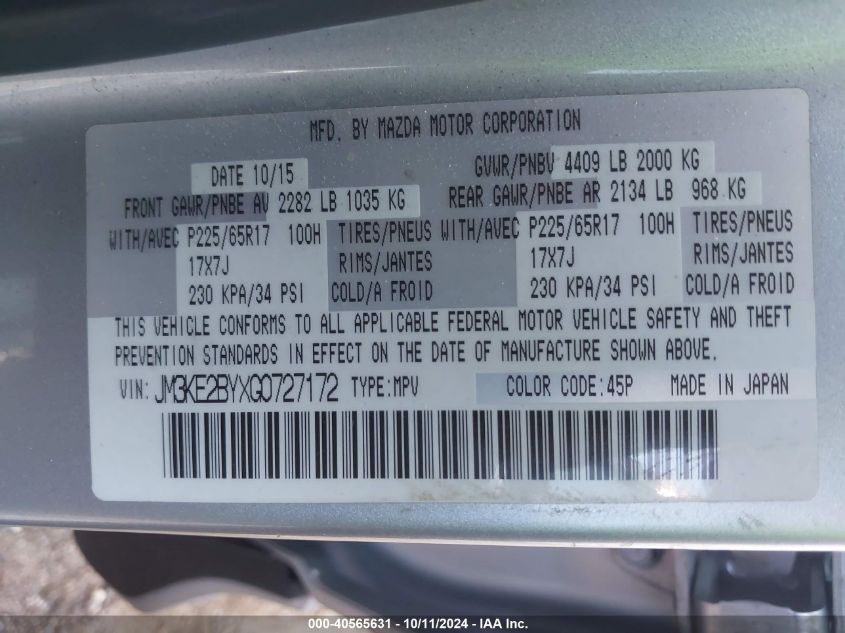 MFD. BY MAZDA MOTOR CORPORATION
DATE 10/15 GVWR/PNBV 4409 LB 2000 KG
FRONT GAWR/PNBE AV 2282 LB 1035 KG REAR GAWR/PNBE AR 2134 LB 968 KG
WITH/AVEC P225/65R17 100H TIRES/PNEUS WITH/AVEC P225/65R17 100H TIRES/PNEUS
17X7J RIMS/JANTES 17X7J RIMS/JANTES
230 KPA/34 PSI COLD/A FROID 230 KPA/34 PSI COLD/A FROID
THIS VEHICLE CONFORMS TO ALL APPLICABLE FEDERAL MOTOR VEHICLE SAFETY AND THEFT
PREVENTION STANDARDS IN EFFECT ON THE DATE OF MANUFACTURE SHOWN ABOVE.
VIN: JM3KE2BYXG0727172 TYPE:MPV COLOR CODE:45P MADE IN JAPAN
000-40565631 - 10/11/2024 - IAA Inc.